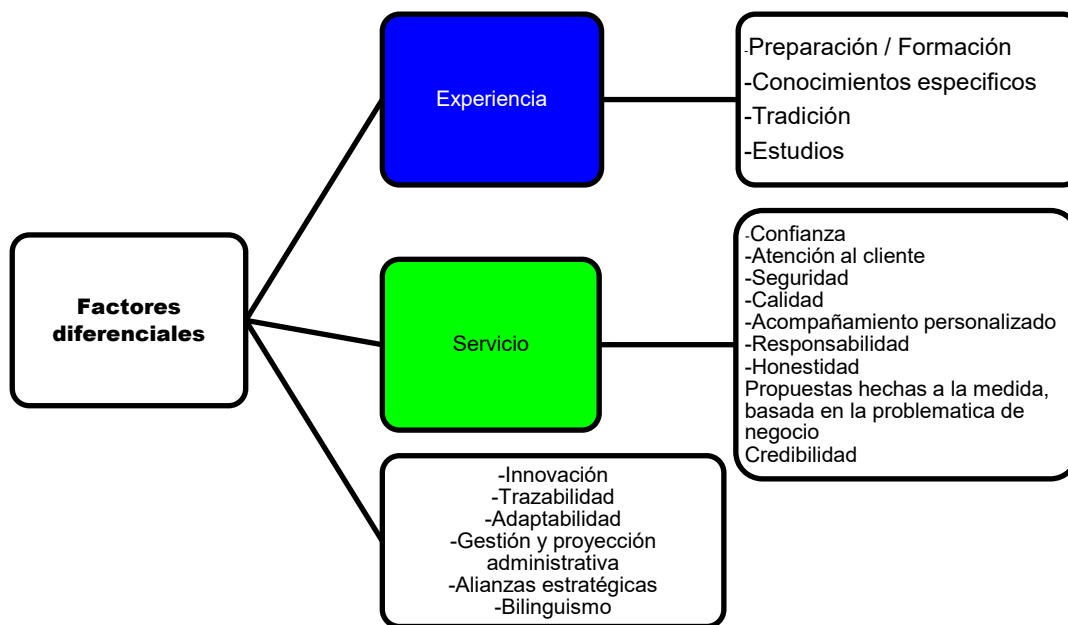 Factores
diferenciales
Experiencia
-Preparación / Formación
-Conocimientos especificos
-Tradición
-Estudios
Servicio
-Confianza
-Atención al cliente
-Seguridad
-Calidad
-Acompañamiento personalizado
-Responsabilidad
-Honestidad
Propuestas hechas a la medida,
basada en la problematica de
negocio
Credibilidad
-Innovación
-Trazabilidad
-Adaptabilidad
-Gestión y proyección
administrativa
-Alianzas estratégicas
-Bilinguismo